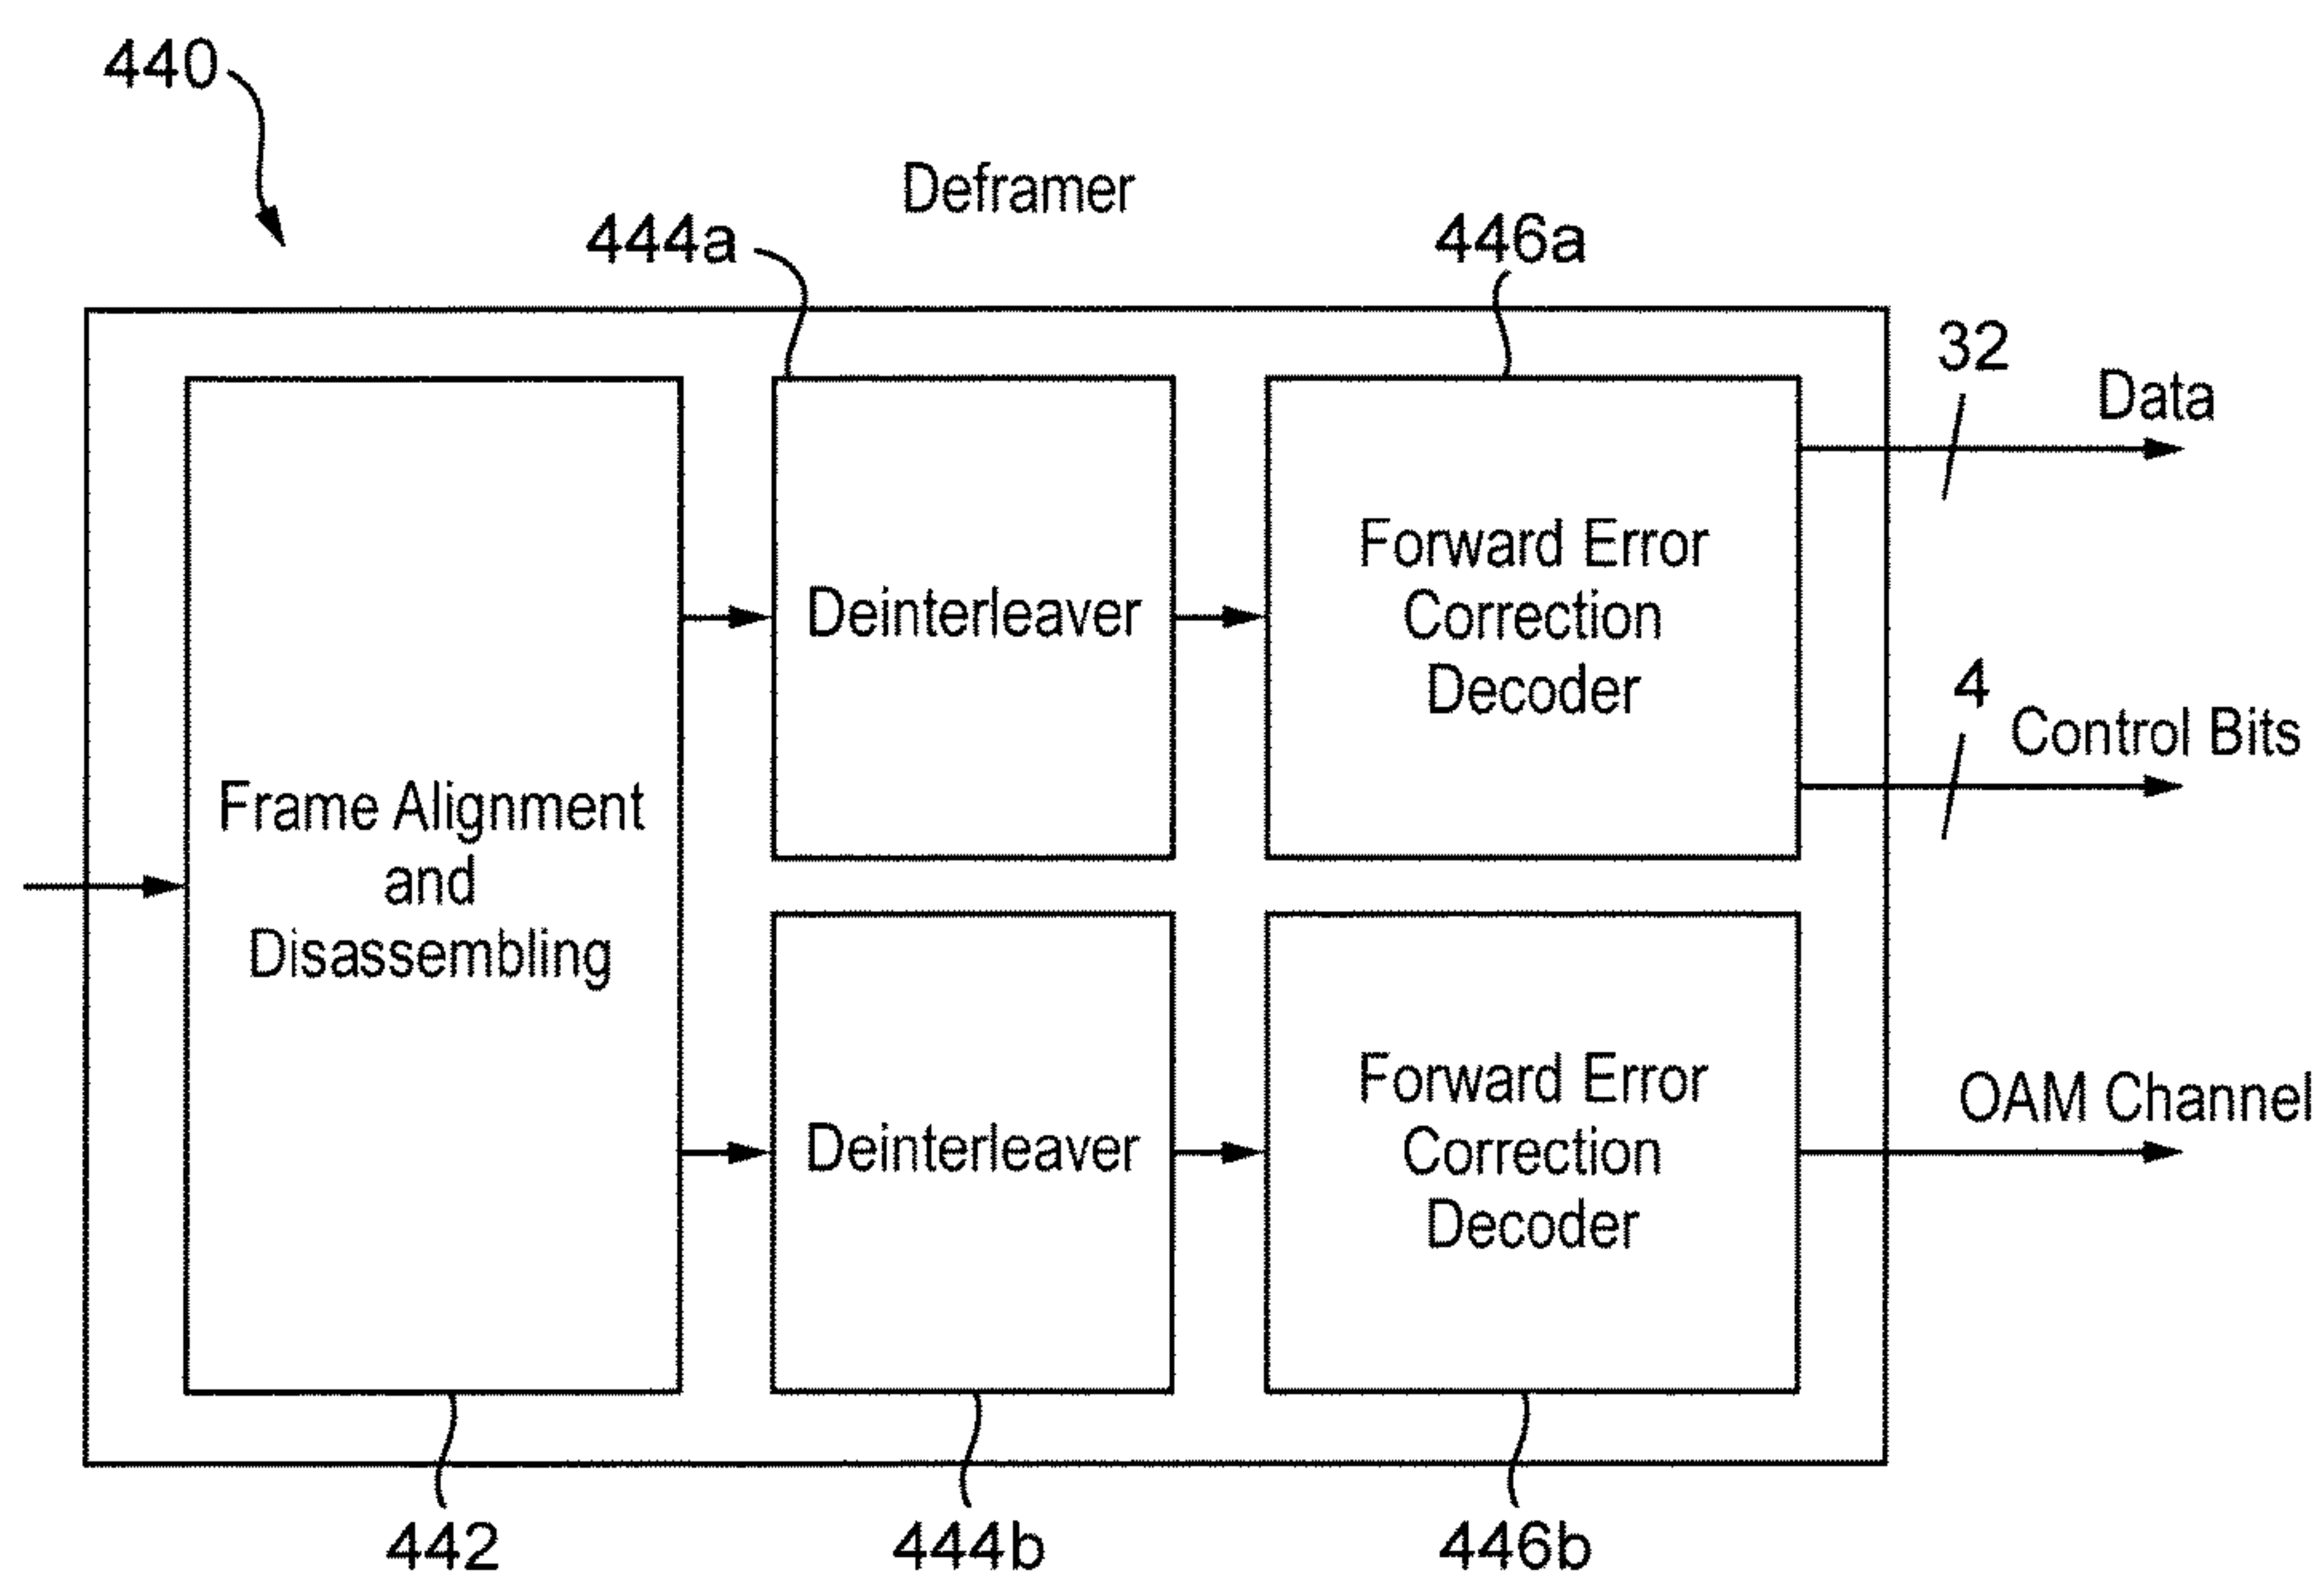 440
Deframer
444a
446a
32
Data
Forward Error
Correction
Decoder
Deinterleaver
4
Control Bits
Frame Alignment
and
Disassembling
Forward Error
Correction
Decoder
Deinterleaver
OAM Channel
442
444b
446b